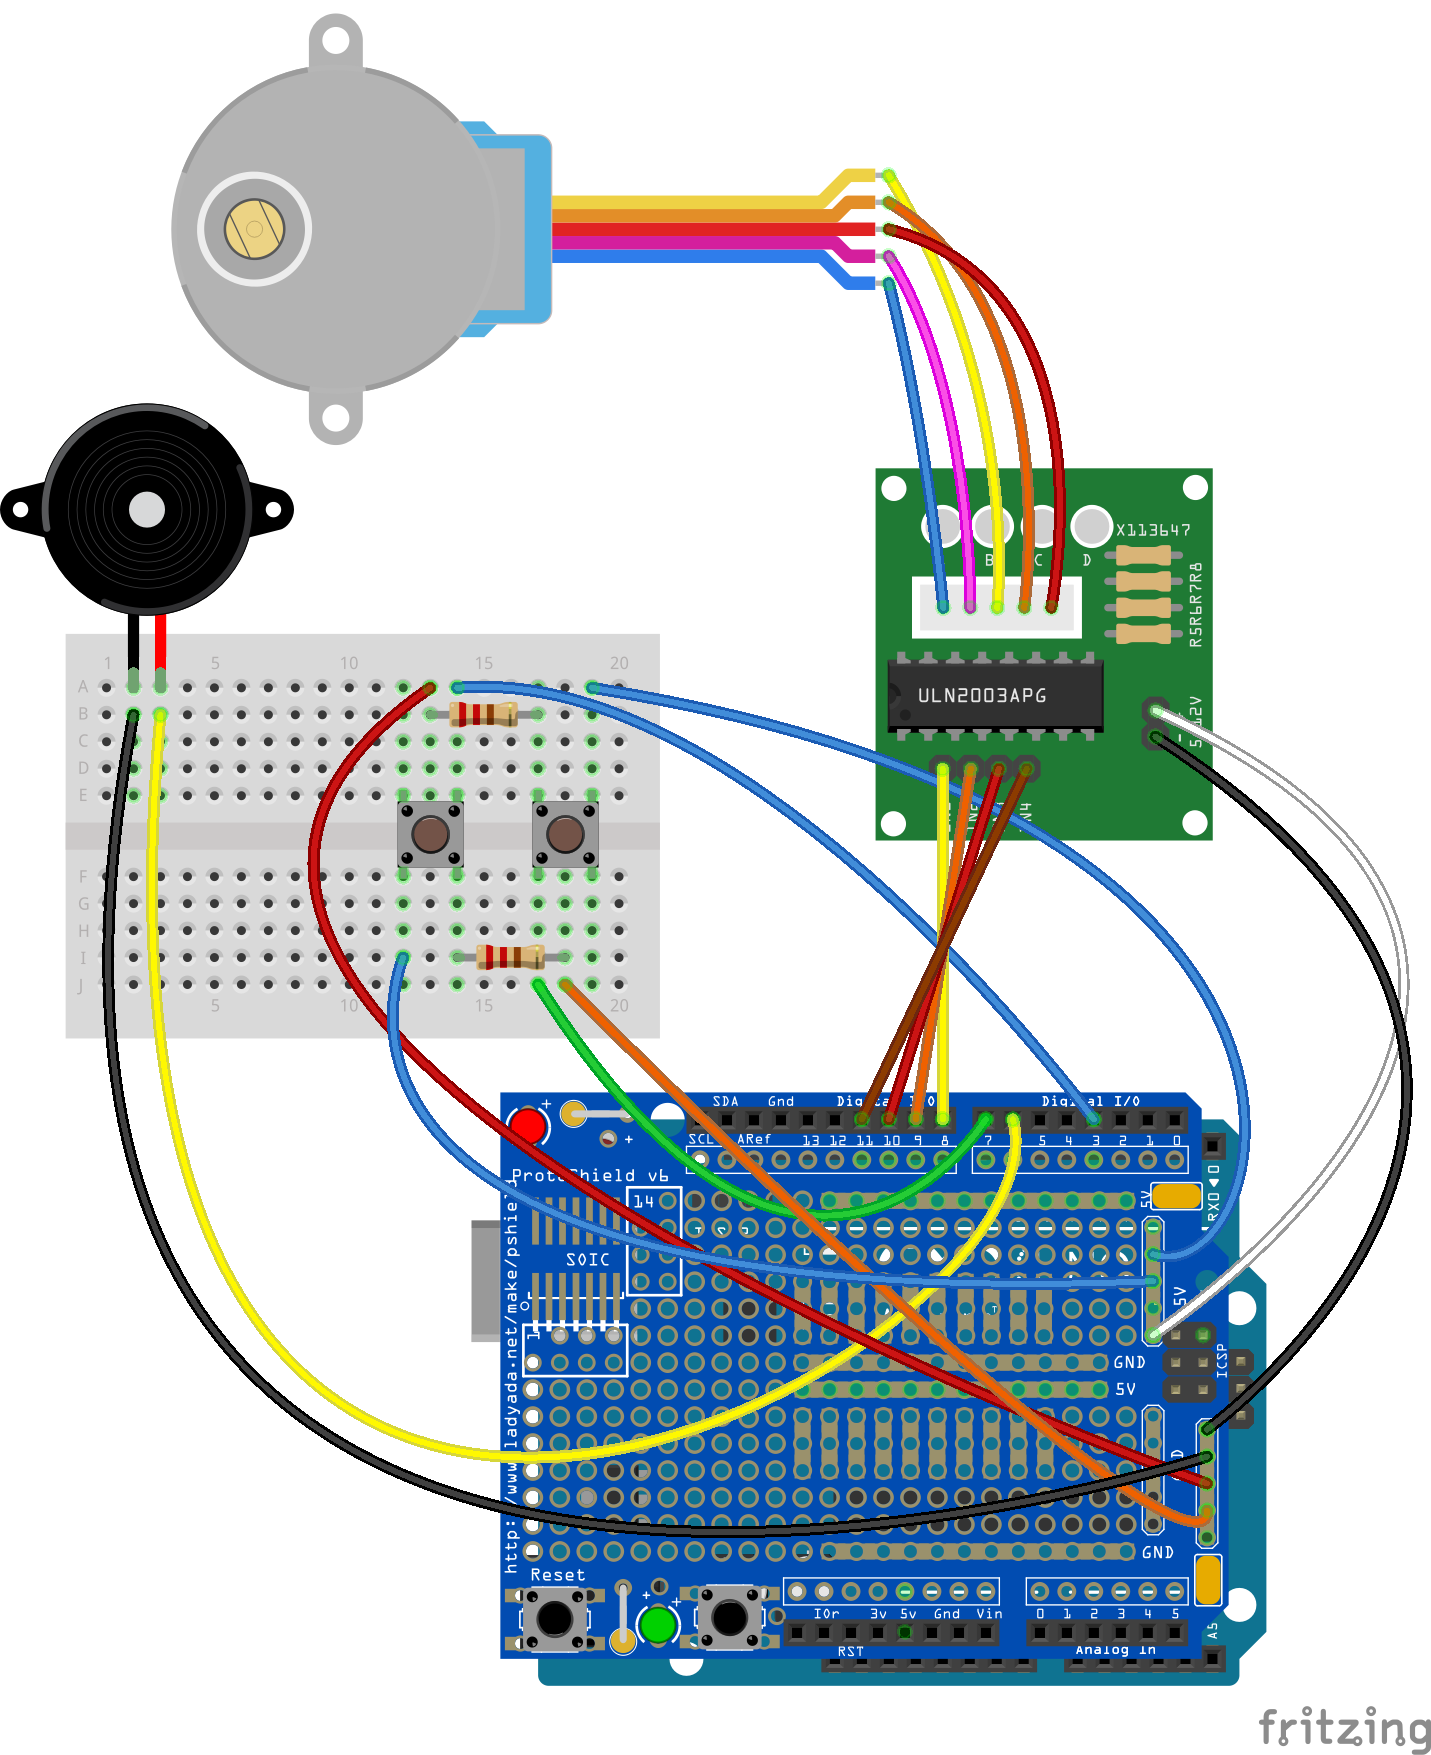 X113647
B C D
R5R6R7R8
ULN2003APG
5-12V
1 5 10 15 20
A
B
C
D
E
F
G
H
I
J
5 10 15 20
SDA Gnd Digital I/O Digital I/O
SCL ARef 13 12 11 10 9 8 7 5 4 3 2 1 0
ProtoShield v6
14
5V
RX0 ◀ 0
SOIC
5V
1
ICSP
GND
5V
http://www.ladyada.net/make/pshield
GND
Reset
IOr 3v 5v Gnd Vin 0 1 2 3 4 5
RST Analog In
A5
fritzing